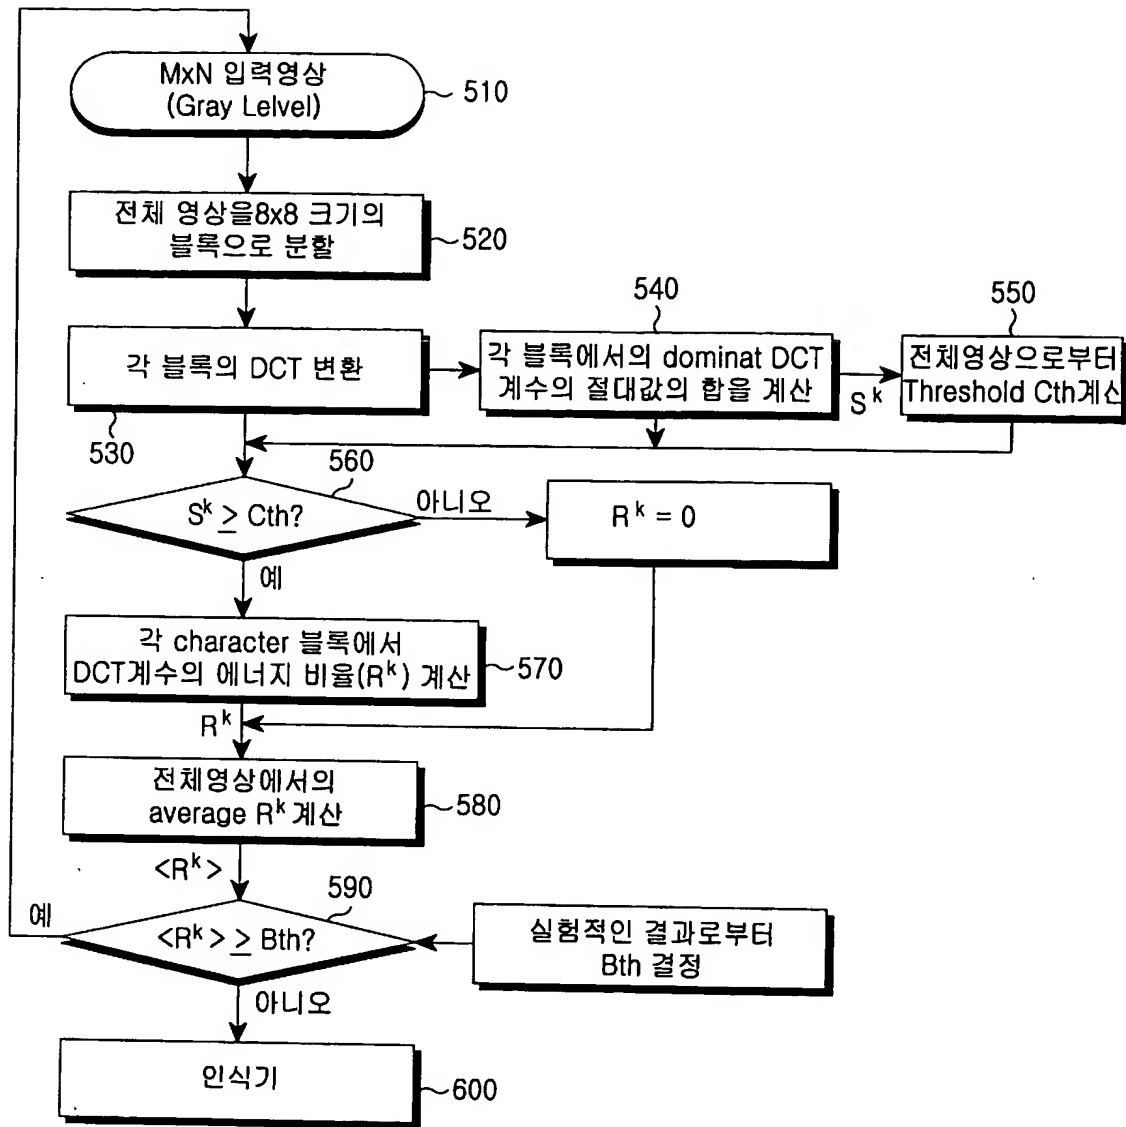 MxN 입력영상
(Gray Lelvel)
510
전체 영상을8x8 크기의
블록으로 분할
520
각 블록의 DCT 변환
530
540
각 블록에서의 dominat DCT
계수의 절대값의 합을 계산
S^k
550
전체영상으로부터
Threshold Cth계산
560
S^k ≥ Cth?
아니오
R^k = 0
예
각 character 블록에서
DCT계수의 에너지 비율(R^k) 계산
570
R^k
전체영상에서의
average R^k 계산
580
<R^k>
590
예
<R^k> ≥ Bth?
실험적인 결과로부터
Bth 결정
아니오
인식기
600